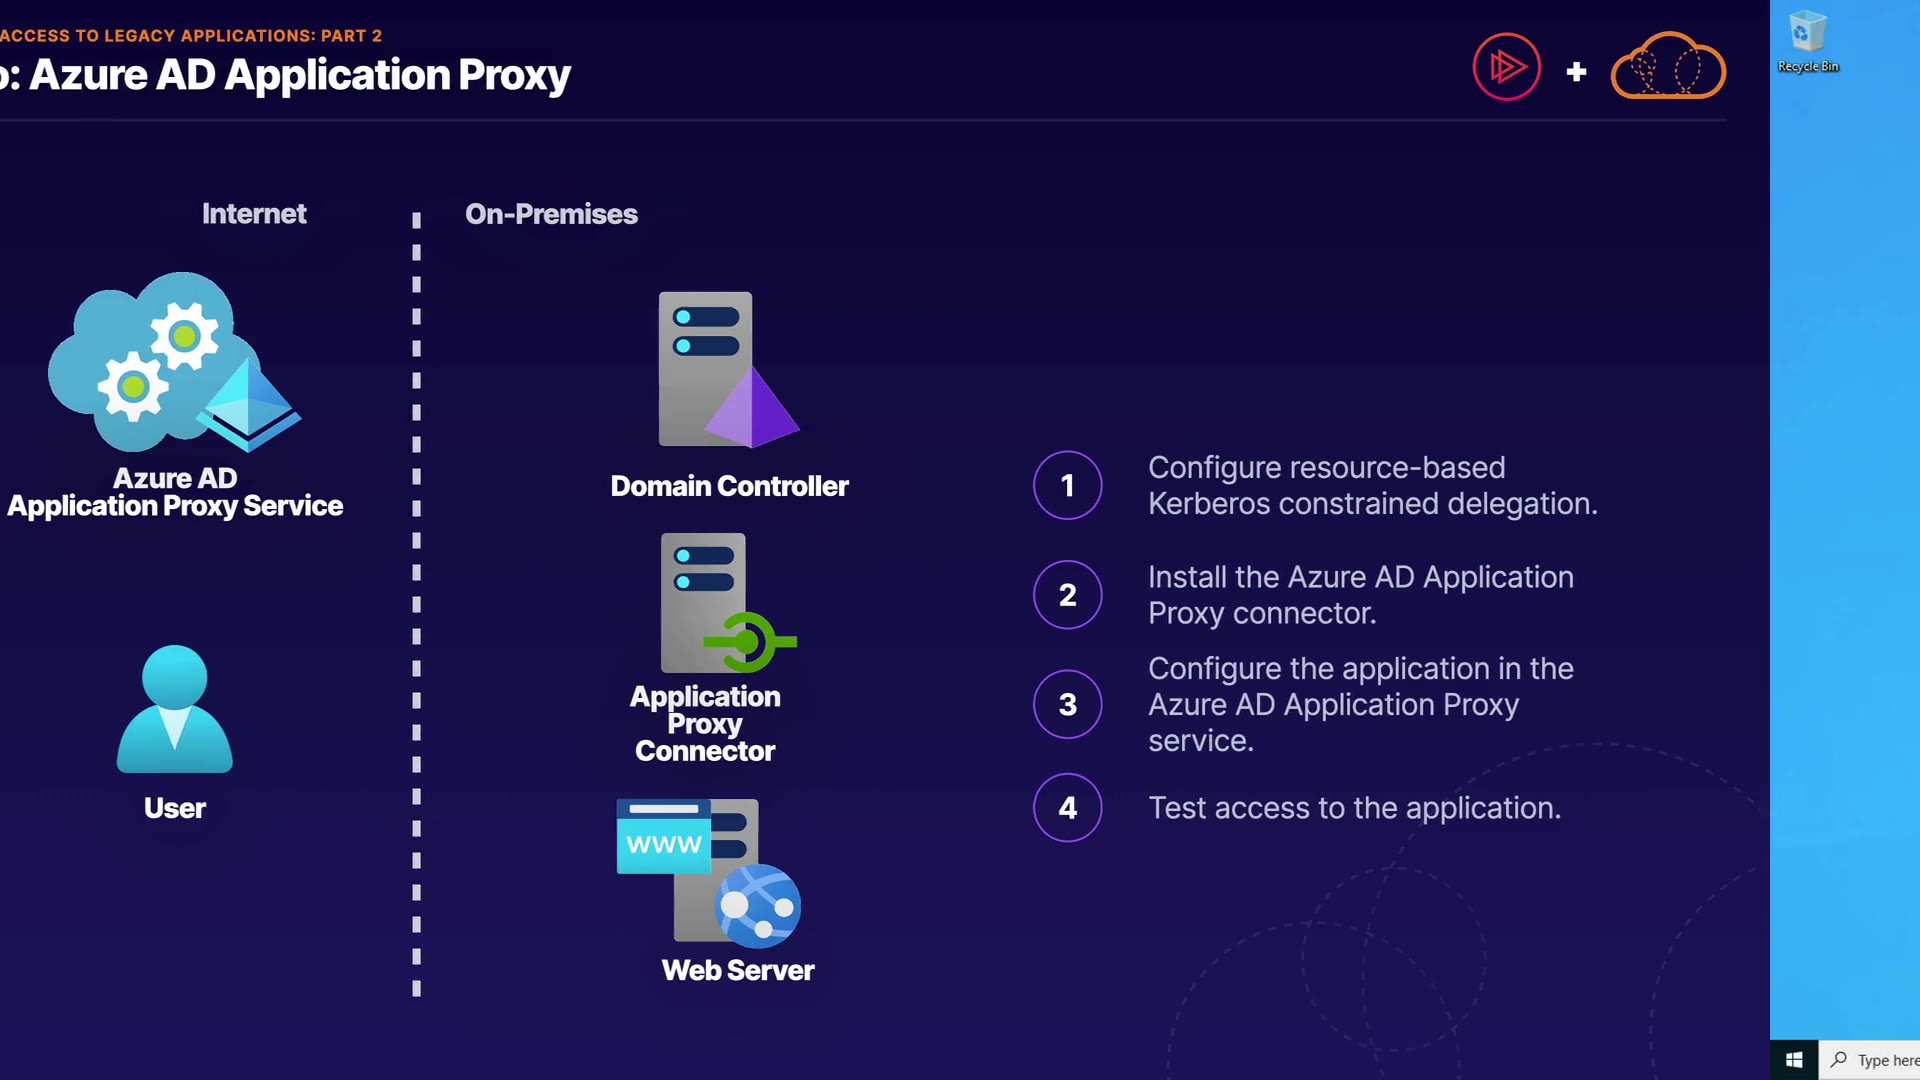 ACCESS TO LEGACY APPLICATIONS: PART 2
: Azure AD Application Proxy
Internet
On-Premises
Azure AD
Application Proxy Service
User
Domain Controller
Application
Proxy
Connector
www
Web Server
1
Configure resource-based
Kerberos constrained delegation.
2
Install the Azure AD Application
Proxy connector.
3
Configure the application in the
Azure AD Application Proxy
service.
4
Test access to the application.
Recycle Bin
Type here